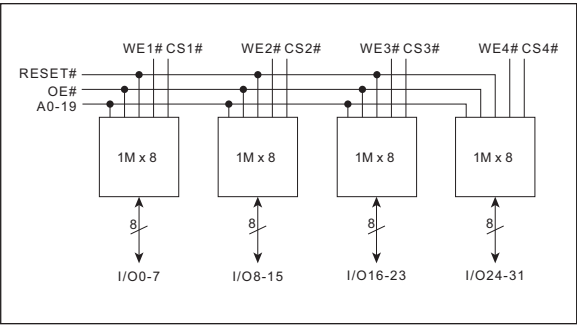 WE1# CS1# WE2# CS2# WE3# CS3# WE4# CS4#
RESET#
OE#
A0-19
1M x 8 1M x 8 1M x 8 1M x 8
8 8 8 8
I/O0-7 I/O8-15 I/O16-23 I/O24-31